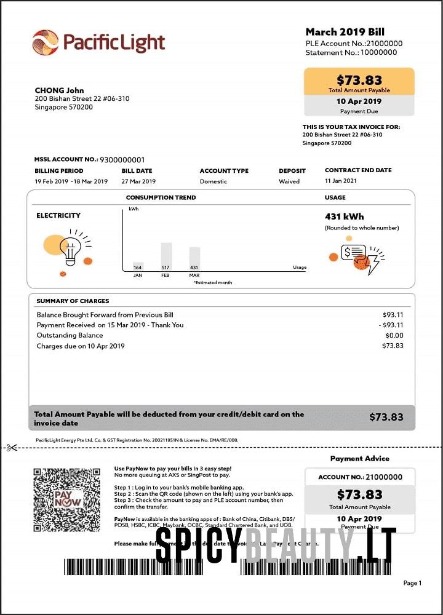 PacificLight
March 2019 Bill
PLE Account No.:21000000
Statement No.: 10000000
$73.83
Total Amount Payable
10 Apr 2019
Payment Due
CHONG John
200 Bishan Street 22 #06-310
Singapore 570200
THIS IS YOUR TAX INVOICE FOR:
200 Bishan Street 22 #06-310
Singapore 570200
MSSL ACCOUNT NO.: 9300000001
BILLING PERIOD BILL DATE ACCOUNT TYPE DEPOSIT CONTRACT END DATE
19 Feb 2019 -18 Mar 2019 27 Mar 2019 Domestic Waived 11 Jan 2021
CONSUMPTION TREND USAGE
ELECTRICITY
kWh
431 kWh
(Rounded to whole number)
517 431
Usage
JAN FEB MAR
*Estimated month
SUMMARY OF CHARGES
Balance Brought Forward from Previous Bill $93.11
Payment Received on 15 Mar 2019 - Thank You - $93.11
Outstanding Balance $0.00
Charges due on 10 Apr 2019 $73.83
Total Amount Payable will be deducted from your credit/debit card on the
invoice date
$73.83
PacificLight Energy Pte Ltd. Co. & GST Registration No.
Payment Advice
Use PayNow to pay your bills in 3 easy step!
No more queuing at AXS or SingPost to pay.
Step 1 : Log in to your bank's mobile banking app.
Step 2 : Scan the QR code (shown on the left) using your bank's app.
Step 3 : Check the amount to pay and PLE account number, then
confirm the transfer.
PAY
NOW
PayNow is available in the banking apps of : Bank of China, Citibank, DBS/
POSB, HSBC, ICBC, Maybank, OCBC, Standard Chartered Bank, and UOB.
ACCOUNT NO.: 21000000
$73.83
Total Amount Payable
10 Apr 2019
Payment Due
Please make
SPICYBEAUTY.LT
Page 1